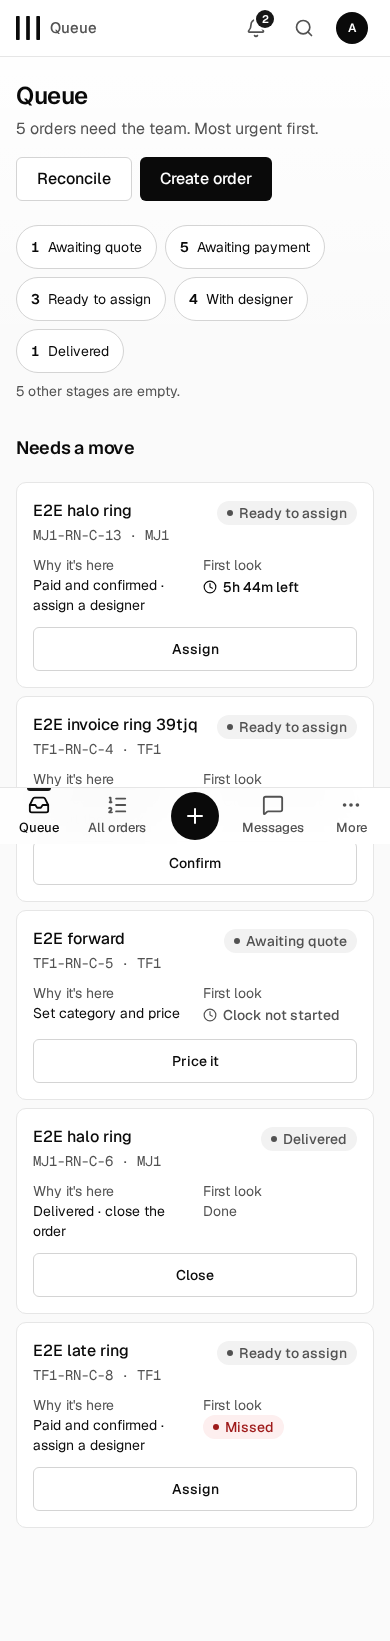 Queue
2
A
Queue
5 orders need the team. Most urgent first.
Reconcile
Create order
1 Awaiting quote
5 Awaiting payment
3 Ready to assign
4 With designer
1 Delivered
5 other stages are empty.
Needs a move
E2E halo ring
Ready to assign
MJ1-RN-C-13 · MJ1
Why it's here
First look
Paid and confirmed ·
assign a designer
5h 44m left
Assign
E2E invoice ring 39tjq
Ready to assign
TF1-RN-C-4 · TF1
Why it's here
First look
Queue
All orders
Messages
More
Confirm
E2E forward
Awaiting quote
TF1-RN-C-5 · TF1
Why it's here
First look
Set category and price
Clock not started
Price it
E2E halo ring
Delivered
MJ1-RN-C-6 · MJ1
Why it's here
First look
Delivered · close the
order
Done
Close
E2E late ring
Ready to assign
TF1-RN-C-8 · TF1
Why it's here
First look
Paid and confirmed ·
assign a designer
Missed
Assign